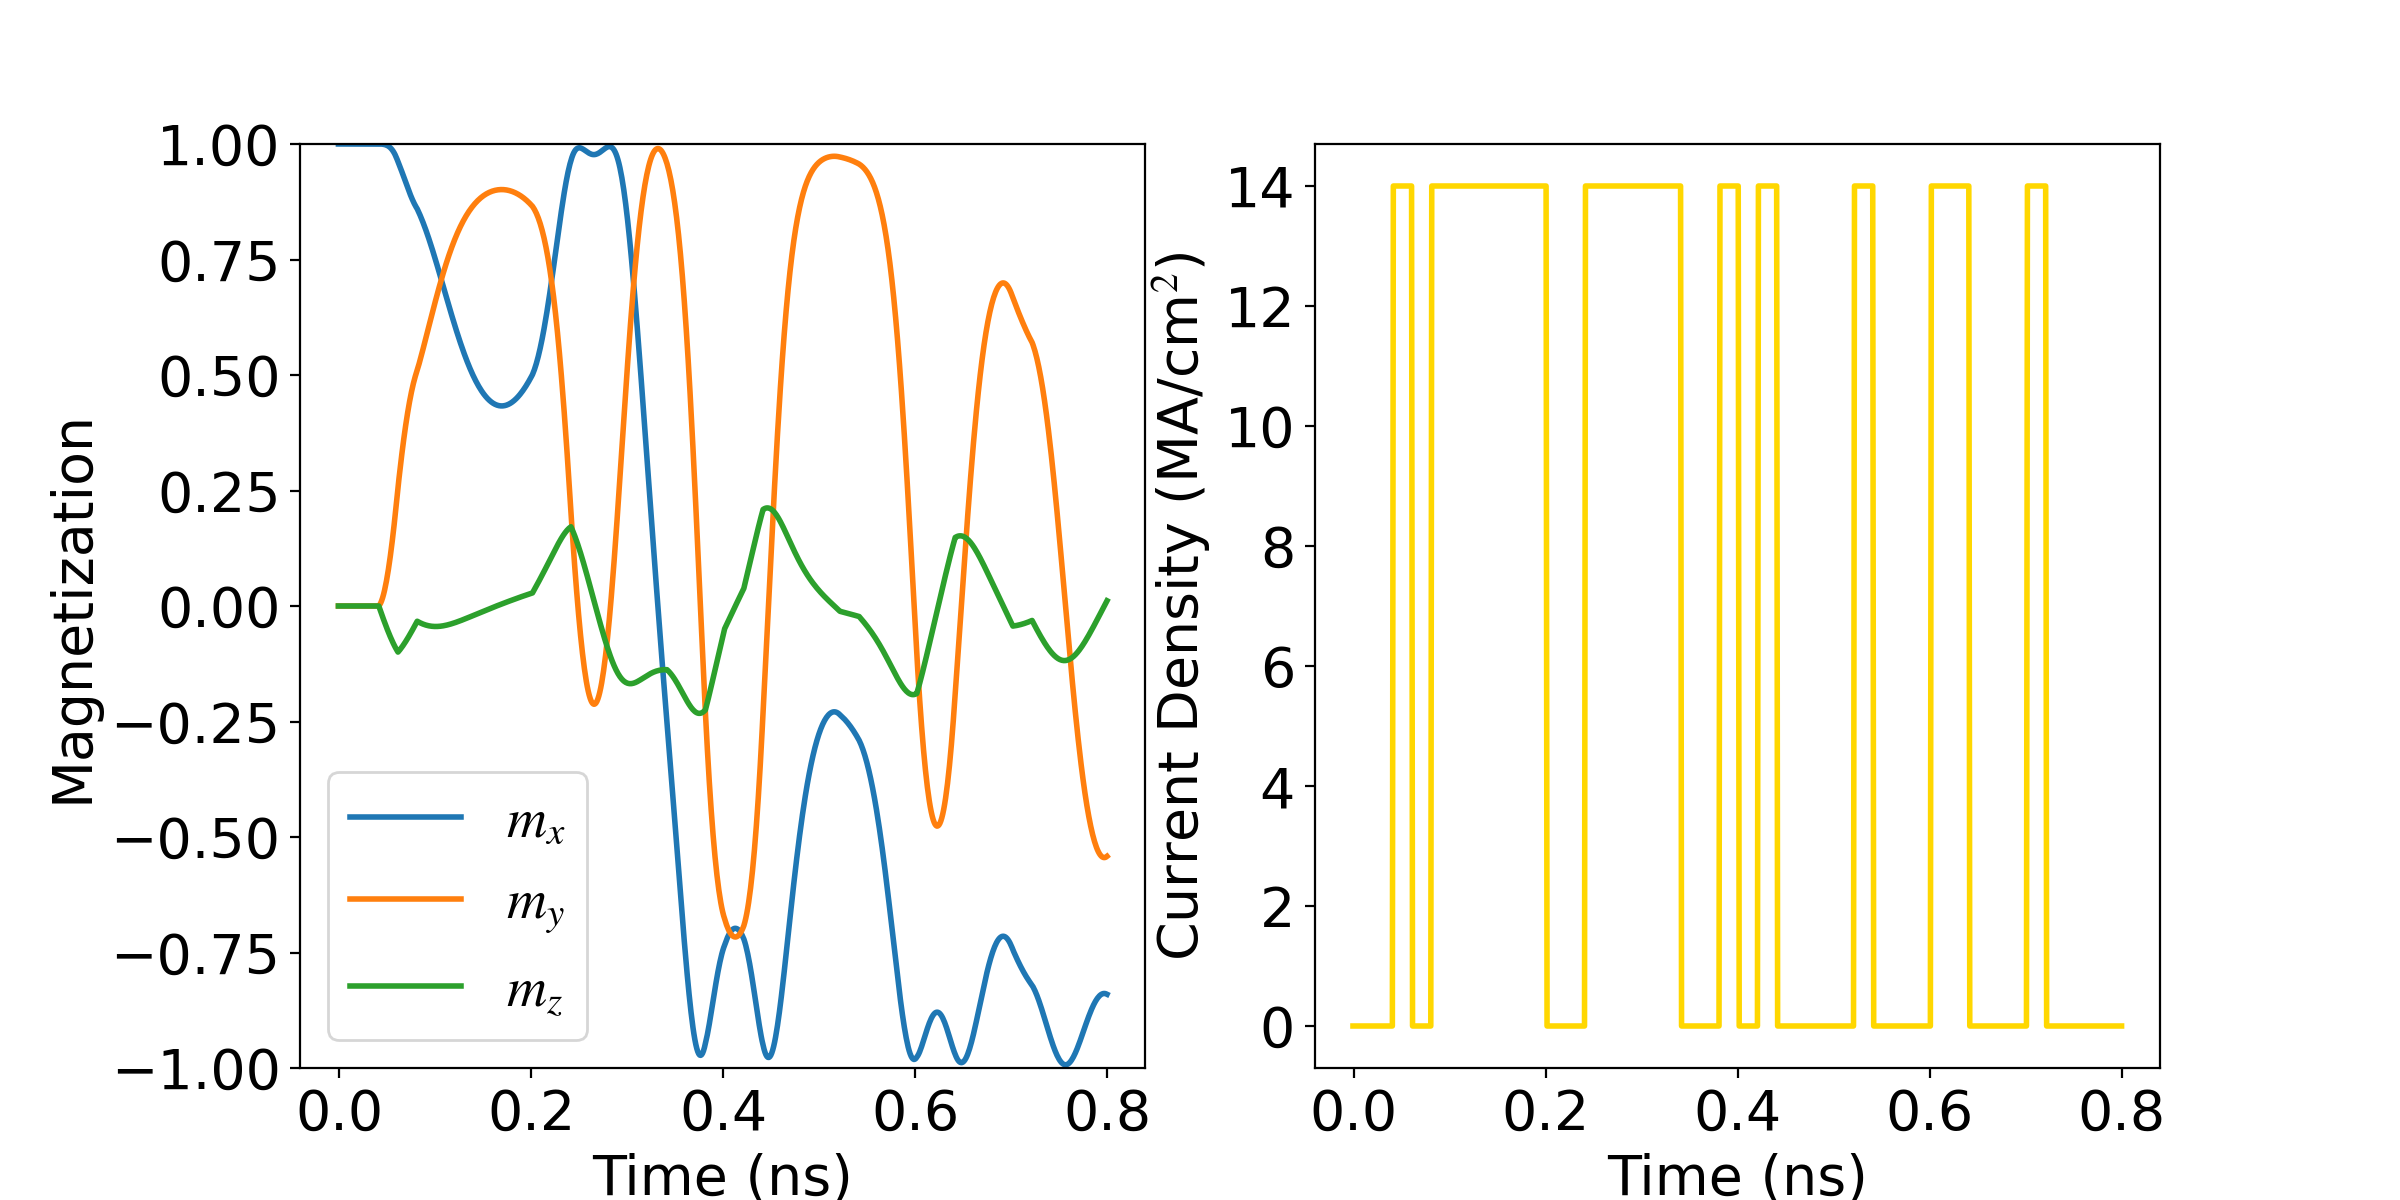 1.00
0.75
0.50
0.25
0.00
−0.25
−0.50
−0.75
−1.00
Magnetization
m_x
m_y
m_z
0.0 0.2 0.4 0.6 0.8
Time (ns)
14
12
10
8
6
4
2
0
Current Density (MA/cm²)
0.0 0.2 0.4 0.6 0.8
Time (ns)